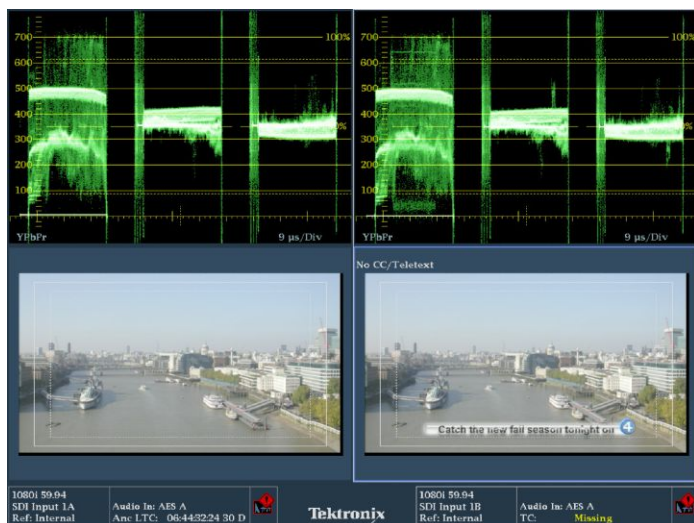 700
100%
600
500
400
300
200
100
YPbPr
9 µs/Div
700
100%
600
500
400
300
200
100
YPbPr
9 µs/Div
No CC/Teletext
Catch the new fall season tonight on 4
1080i 59.94
SDI Input 1A
Ref: Internal
Audio In: AES A
Anc LTC: 06:44:32:24 30 D
Tektronix
1080i 59.94
SDI Input 1B
Ref: Internal
Audio In: AES A
TC: Missing